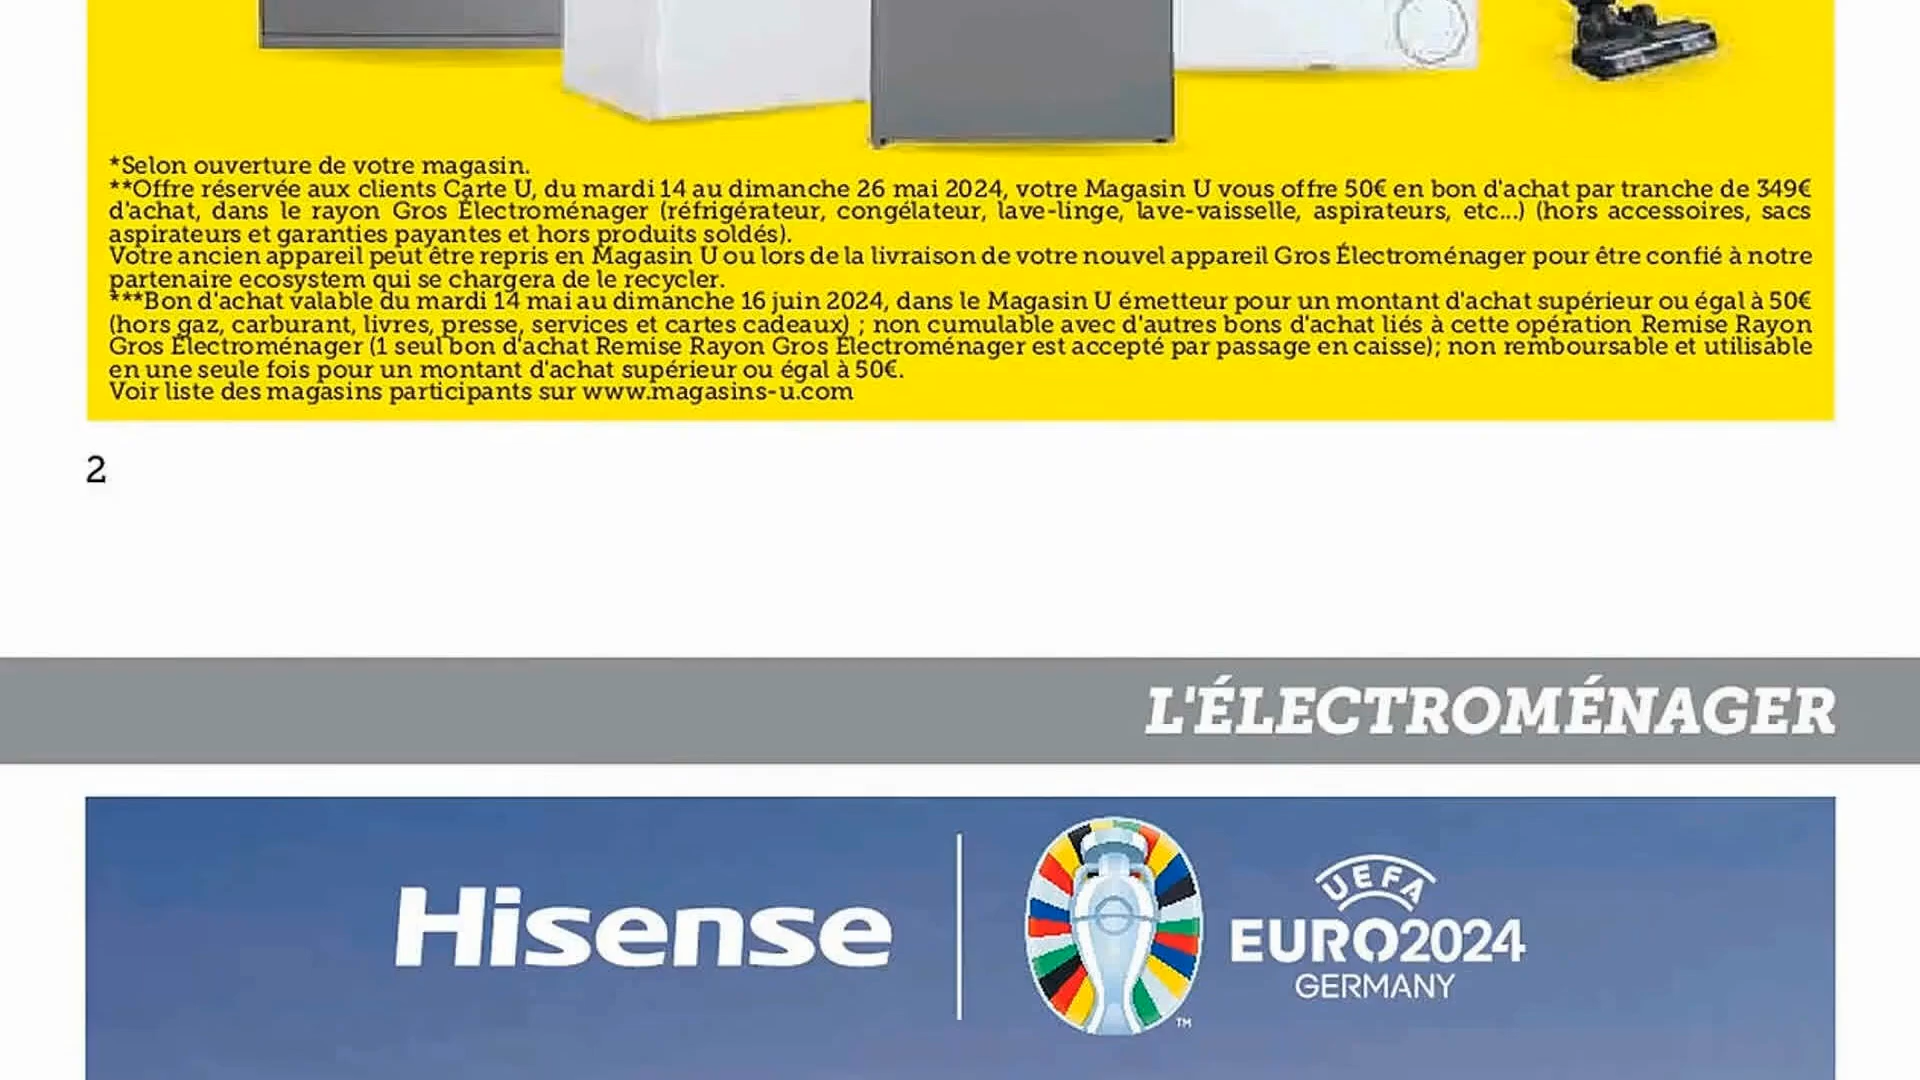 *Selon ouverture de votre magasin.
**Offre réservée aux clients Carte U, du mardi 14 au dimanche 26 mai 2024, votre Magasin U vous offre 50€ en bon d'achat par tranche de 349€
d'achat, dans le rayon Gros Électroménager (réfrigérateur, congélateur, lave-linge, lave-vaisselle, aspirateurs, etc...) (hors accessoires, sacs
aspirateurs et garanties payantes et hors produits soldés).
Votre ancien appareil peut être repris en Magasin U ou lors de la livraison de votre nouvel appareil Gros Électroménager pour être confié à notre
partenaire ecosystem qui se chargera de le recycler.
***Bon d'achat valable du mardi 14 mai au dimanche 16 juin 2024, dans le Magasin U émetteur pour un montant d'achat supérieur ou égal à 50€
(hors gaz, carburant, livres, presse, services et cartes cadeaux) ; non cumulable avec d'autres bons d'achat liés à cette opération Remise Rayon
Gros Électroménager (1 seul bon d'achat Remise Rayon Gros Électroménager est accepté par passage en caisse); non remboursable et utilisable
en une seule fois pour un montant d'achat supérieur ou égal à 50€.
Voir liste des magasins participants sur www.magasins-u.com
2
L'ÉLECTROMÉNAGER
Hisense
UEFA
EURO2024
GERMANY
TM